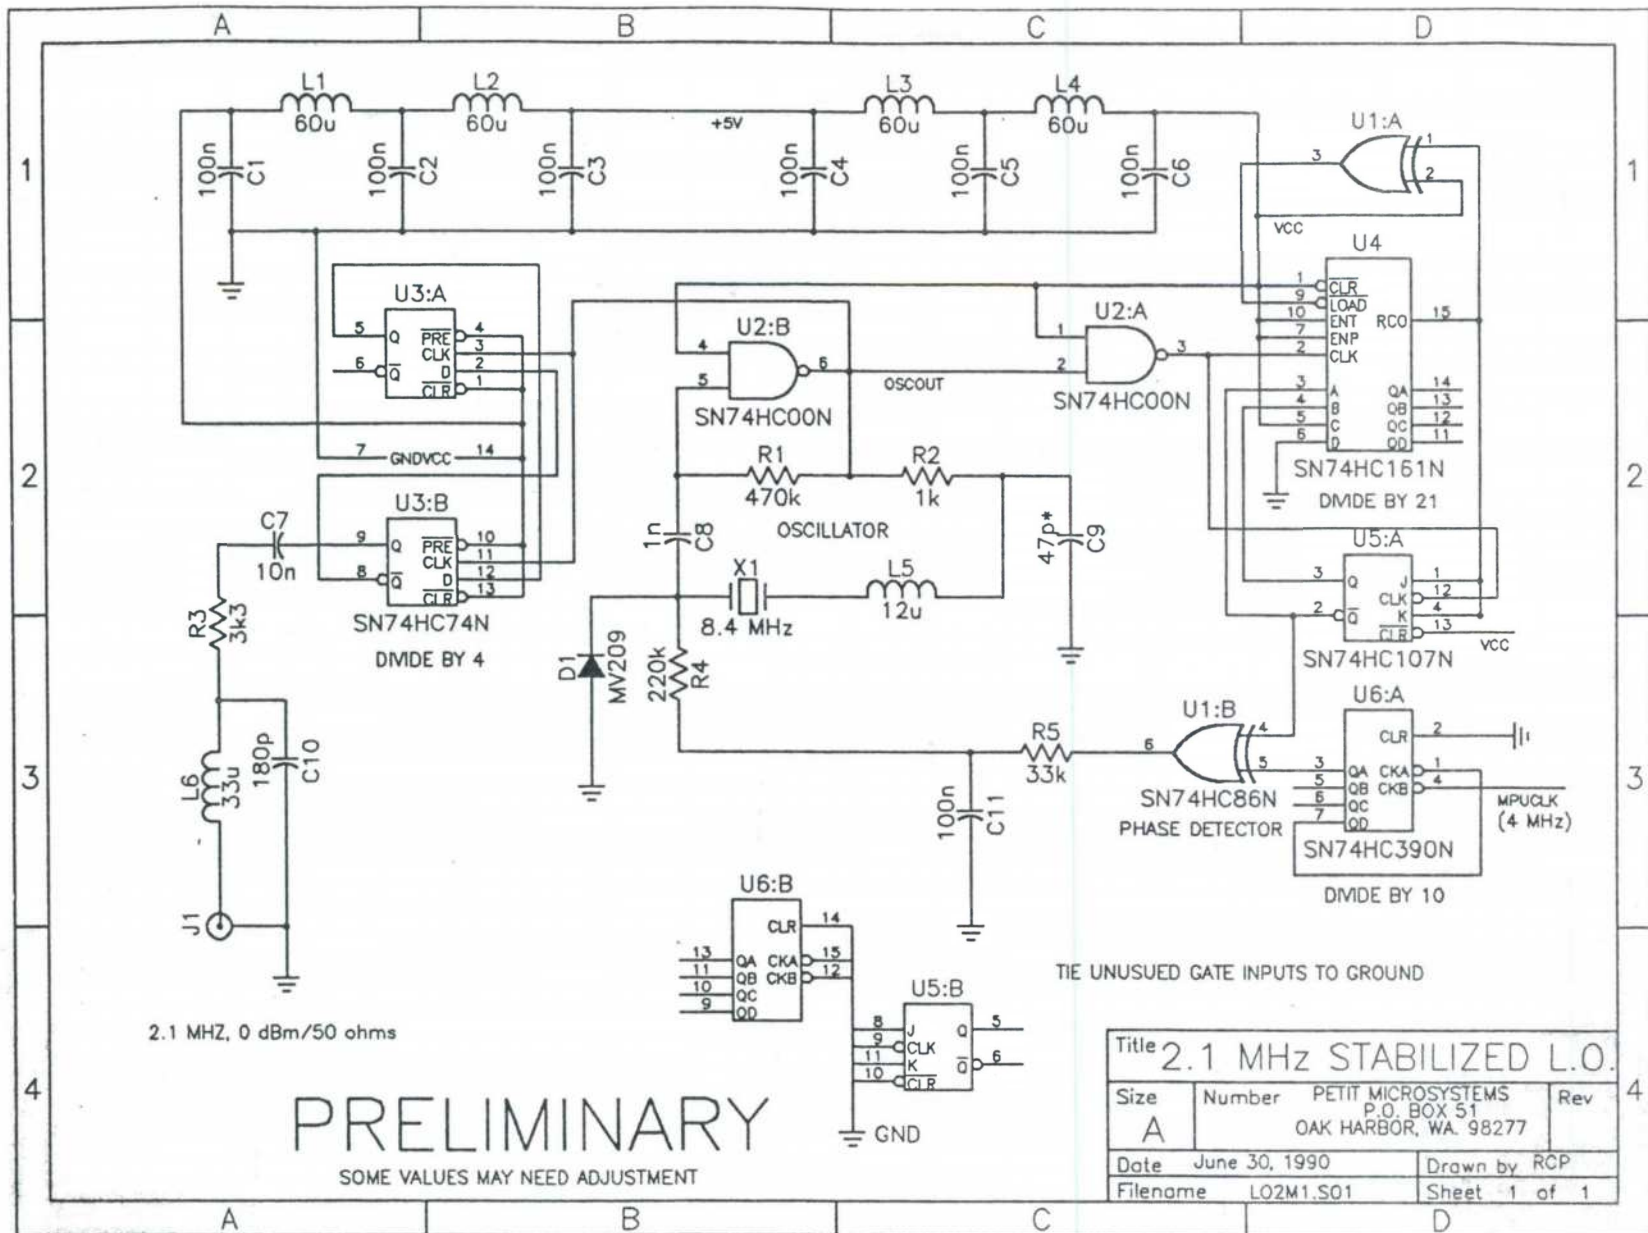 A B C D
L1
60u
L2
60u
+5V
L3
60u
L4
60u
U1:A
1
2
3
1
1
100n C1
100n C2
100n C3
100n C4
100n C5
100n C6
VCC
U4
U3:A
5 Q PRE 4
CLK 3
6 Q D 2
CLR 1
U2:B
4
5
6
SN74HC00N
OSCOUT
U2:A
1
2
3
SN74HC00N
1 CLR
9 LOAD
10 ENT RCO 15
7 ENP
2 CLK
3 A QA 14
4 B QB 13
5 C QC 12
6 D QD 11
SN74HC161N
DIVIDE BY 21
7 GNDVCC 14
2
2
U3:B
9 Q PRE 10
CLK 11
8 Q D 12
CLR 13
SN74HC74N
DIVIDE BY 4
C7
10n
R3
3k3
R1
470k
R2
1k
OSCILLATOR
1n C8
47p* C9
X1
8.4 MHz
L5
12u
D1
MV209
220k
R4
U5:A
3 Q J 1
CLK 12
2 Q K 4
CLR 13
VCC
SN74HC107N
U6:A
CLR 2
3 QA CKA 1
5 QB CKB 4
6 QC
7 QD
MPUCLK
(4 MHz)
SN74HC390N
DIVIDE BY 10
U1:B
4
5
6
SN74HC86N
PHASE DETECTOR
R5
33k
100n C11
3
3
L6
33u
180p C10
J1
2.1 MHZ, 0 dBm/50 ohms
U6:B
CLR 14
13 QA CKA 15
11 QB CKB 12
10 QC
9 QD
U5:B
8 J Q 5
9 CLK
11 K Q 6
10 CLR
GND
TIE UNUSUED GATE INPUTS TO GROUND
4
4
PRELIMINARY
SOME VALUES MAY NEED ADJUSTMENT
Title 2.1 MHz STABILIZED L.O.
Size A
Number PETIT MICROSYSTEMS
P.O. BOX 51
OAK HARBOR, WA. 98277
Rev
Date June 30, 1990
Drawn by RCP
Filename LO2M1.S01
Sheet 1 of 1
A B C D